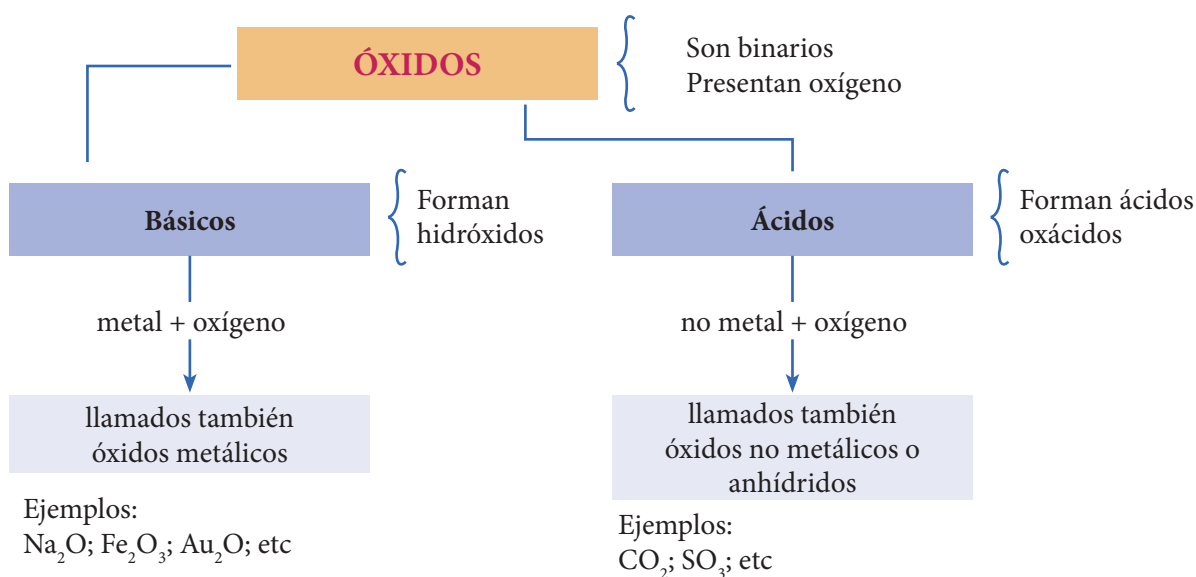 ÓXIDOS
Son binarios
Presentan oxígeno
Básicos
Forman
hidróxidos
metal + oxígeno
llamados también
óxidos metálicos
Ejemplos:
Na₂O; Fe₂O₃; Au₂O; etc
Ácidos
Forman ácidos
oxácidos
no metal + oxígeno
llamados también
óxidos no metálicos o
anhídridos
Ejemplos:
CO₂; SO₃; etc